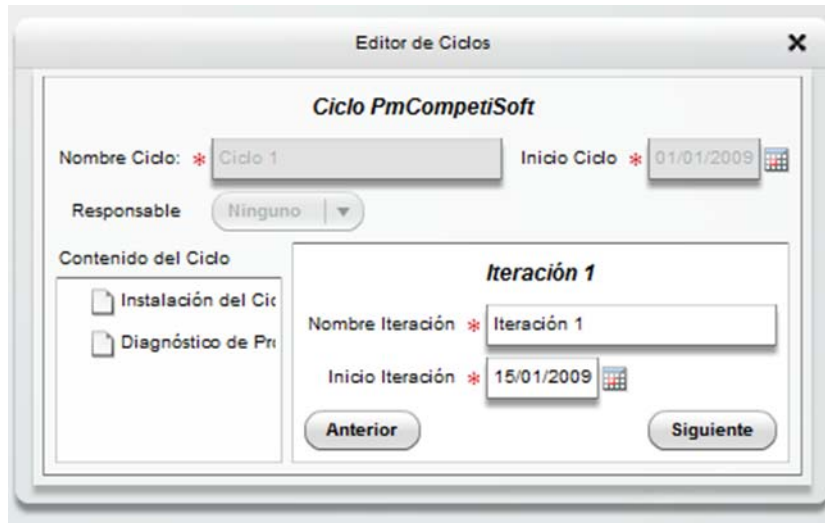 Editor de Ciclos
Ciclo PmCompetiSoft
Nombre Ciclo: * Ciclo 1 Inicio Ciclo * 01/01/2009
Responsable Ninguno
Contenido del Ciclo
Instalación del Cic
Diagnóstico de Pro
Iteración 1
Nombre Iteración * Iteración 1
Inicio Iteración * 15/01/2009
Anterior Siguiente